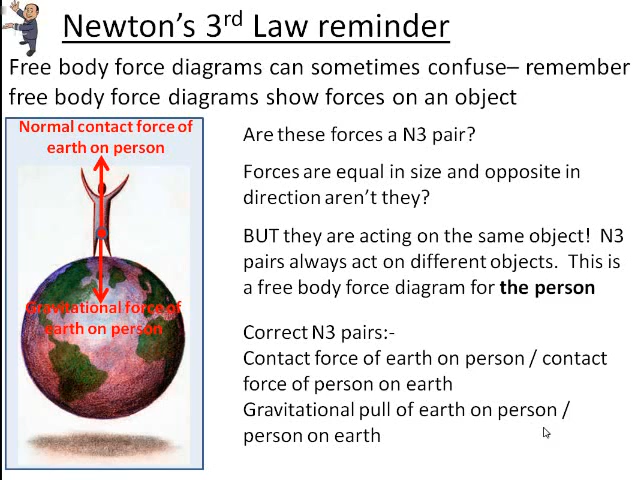 Newton’s 3rd Law reminder
Free body force diagrams can sometimes confuse– remember
free body force diagrams show forces on an object
Normal contact force of
earth on person
Gravitational force of
earth on person
Are these forces a N3 pair?
Forces are equal in size and opposite in
direction aren’t they?
BUT they are acting on the same object!  N3
pairs always act on different objects.  This is
a free body force diagram for the person
Correct N3 pairs:-
Contact force of earth on person / contact
force of person on earth
Gravitational pull of earth on person /
person on earth